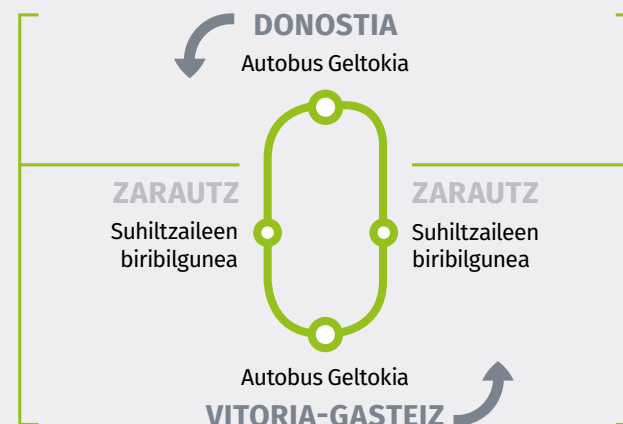 DONOSTIA
Autobus Geltokia
ZARAUTZ
Suhiltzaileen
biribilgunea
ZARAUTZ
Suhiltzaileen
biribilgunea
Autobus Geltokia
VITORIA-GASTEIZ